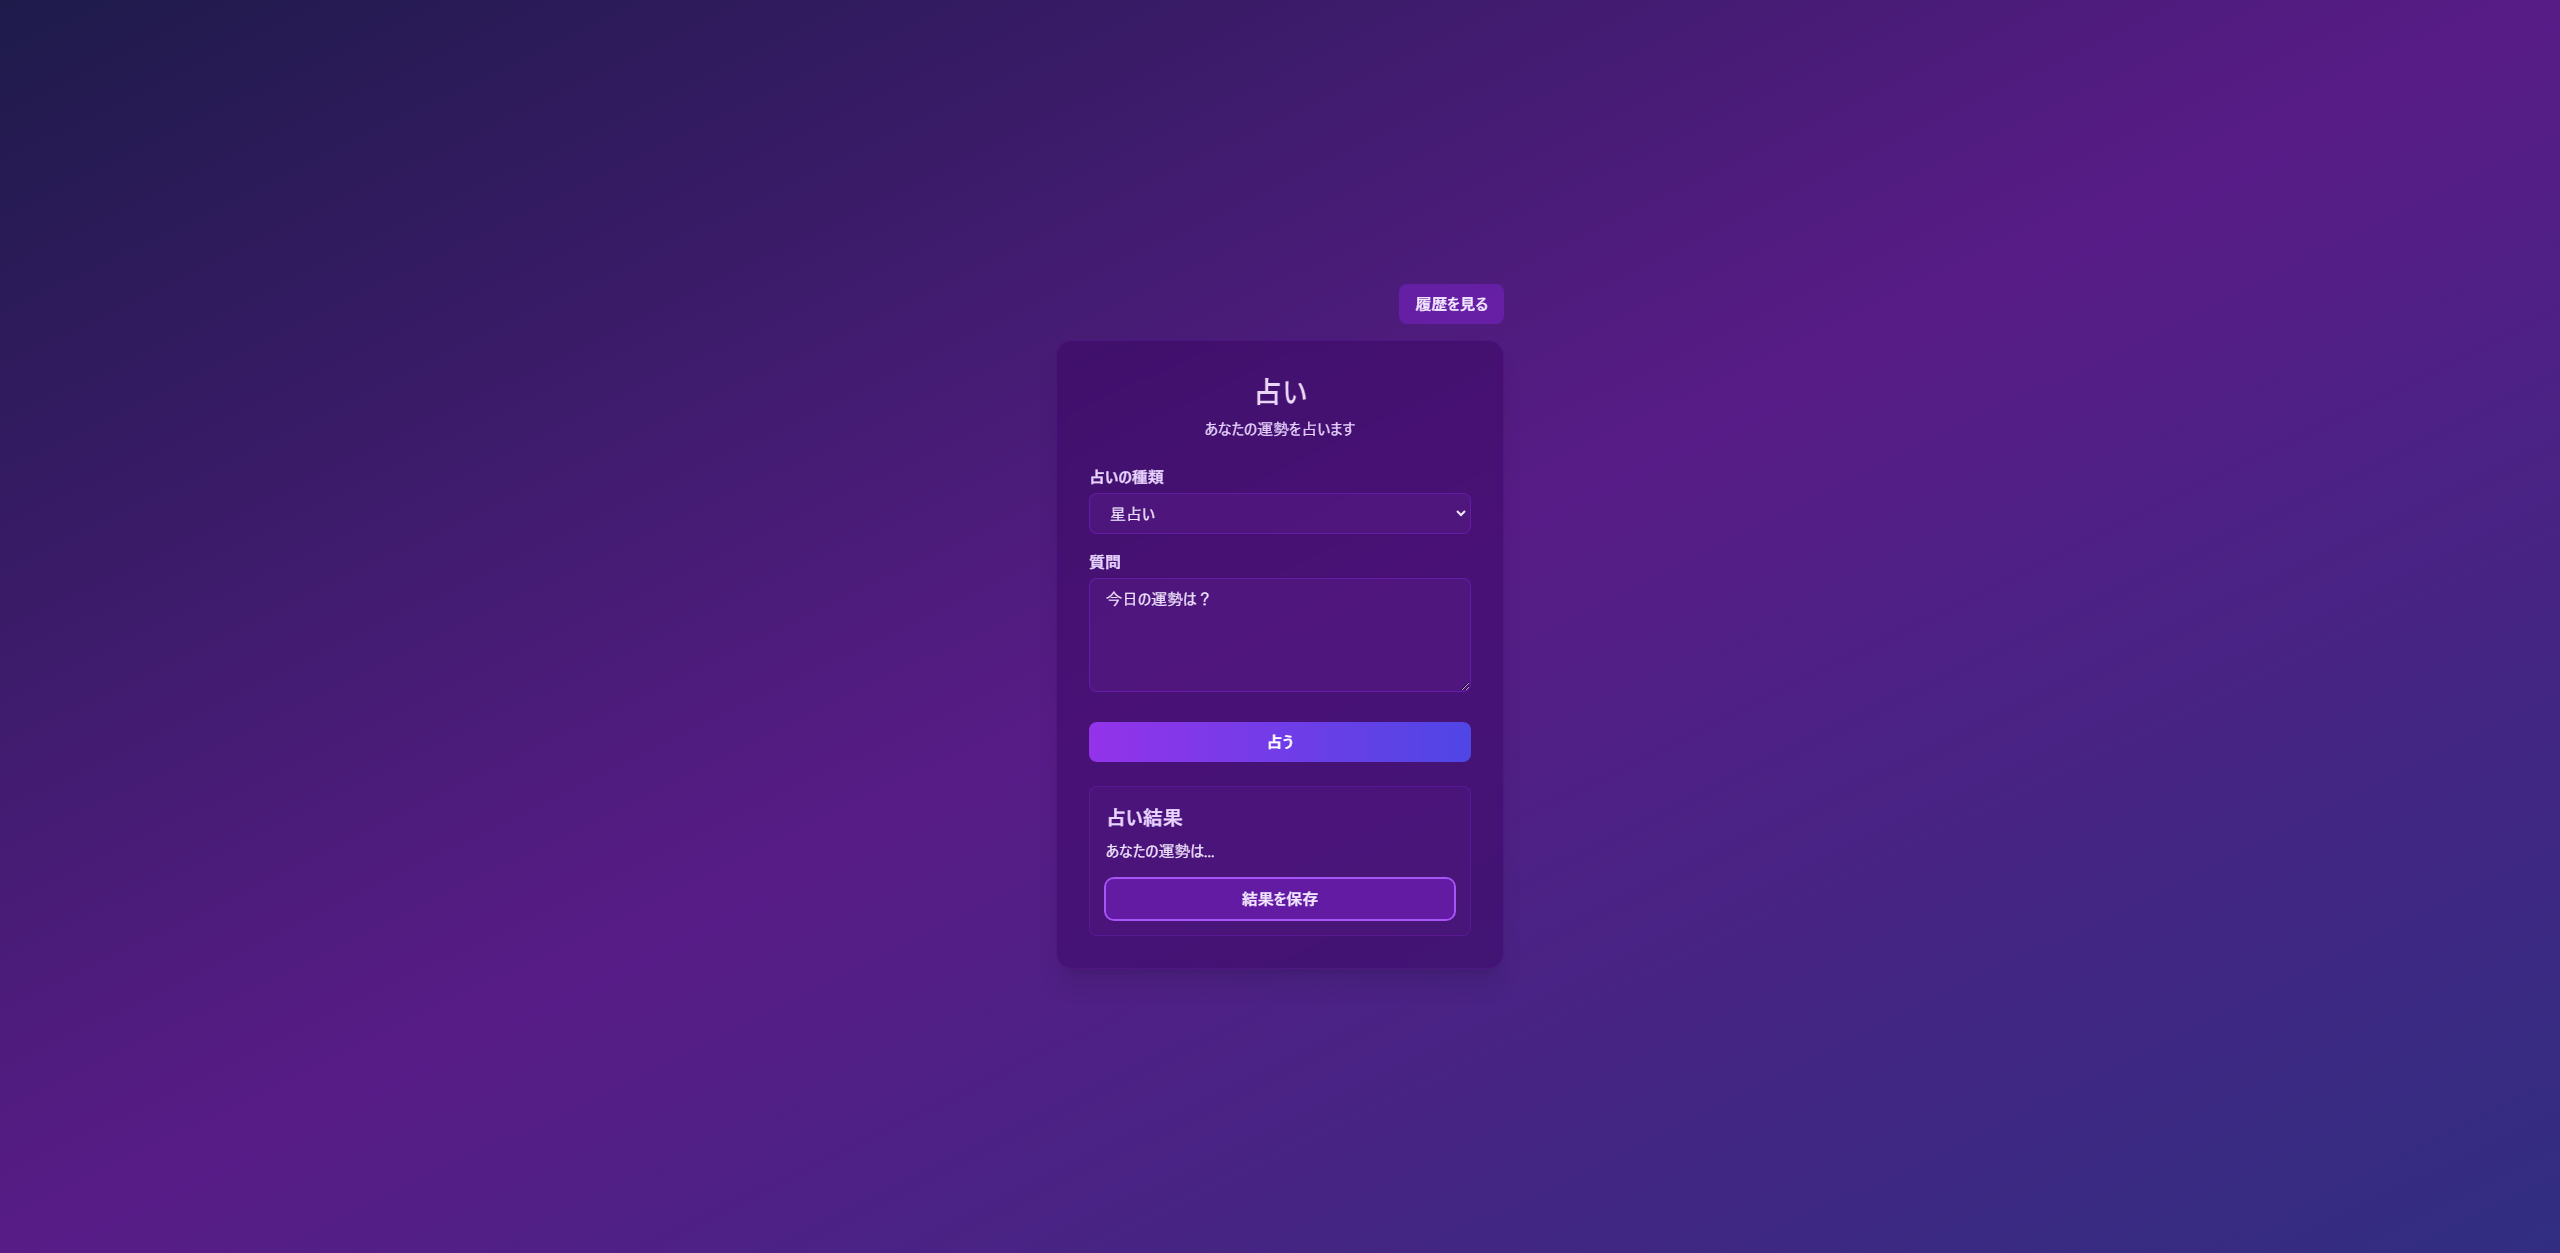 履歴を見る
占い
あなたの運勢を占います
占いの種類
星占い
質問
今日の運勢は？
占う
占い結果
あなたの運勢は...
結果を保存